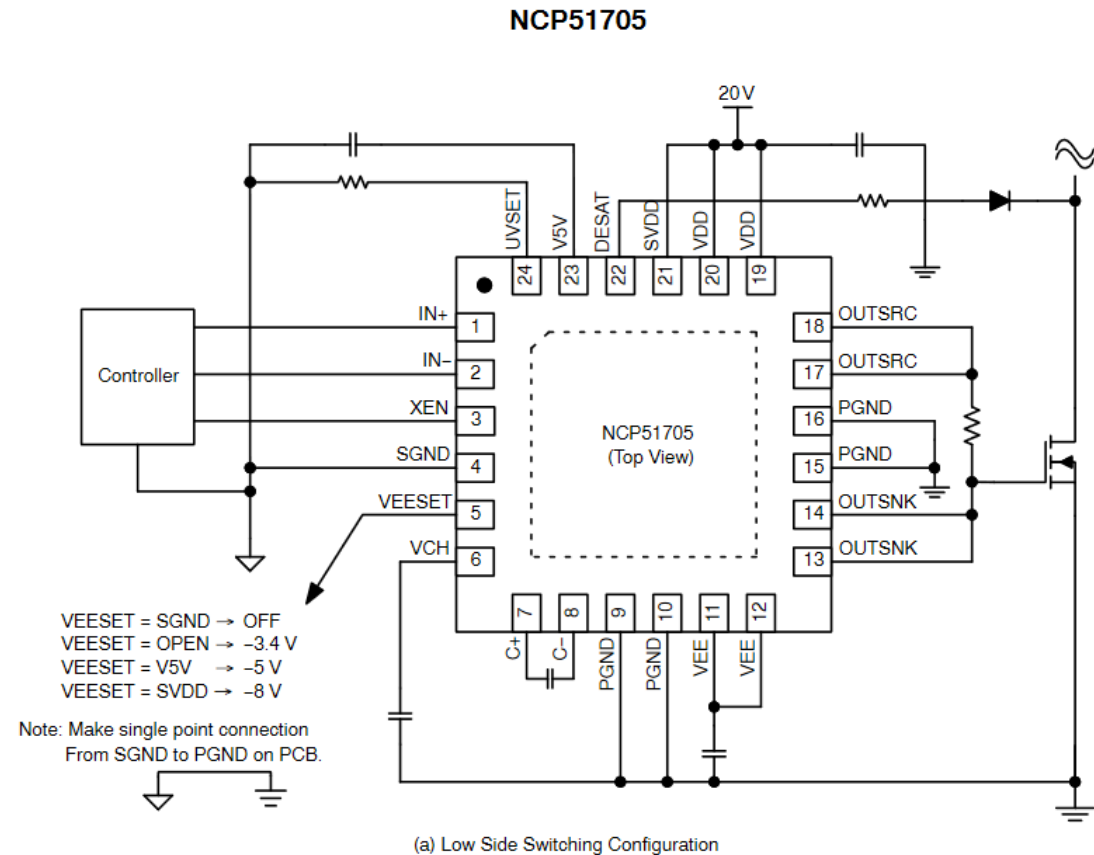 NCP51705
20 V
UVSET
V5V
DESAT
SVDD
VDD
VDD
24
23
22
21
20
19
Controller
IN+
1
IN−
2
XEN
3
SGND
4
VEESET
5
VCH
6
NCP51705
(Top View)
18
OUTSRC
17
OUTSRC
16
PGND
15
PGND
14
OUTSNK
13
OUTSNK
7
8
9
10
11
12
C+
C−
PGND
PGND
VEE
VEE
VEESET = SGND → OFF
VEESET = OPEN → −3.4 V
VEESET = V5V → −5 V
VEESET = SVDD → −8 V
Note: Make single point connection
From SGND to PGND on PCB.
(a) Low Side Switching Configuration